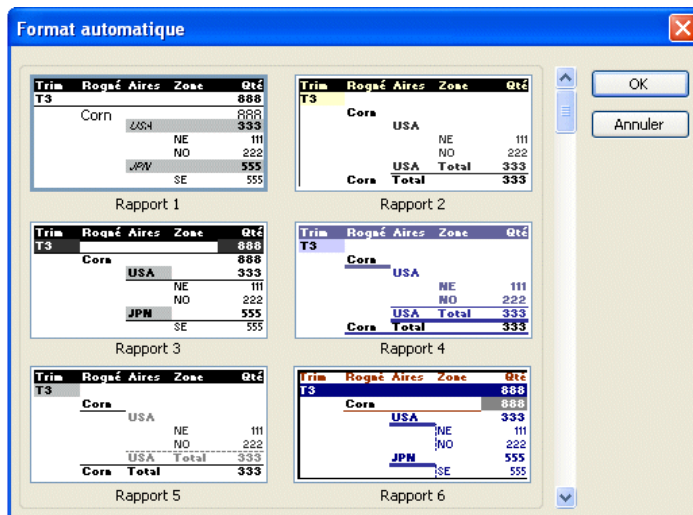 Format automatique
Trim Rogné Aires Zone Qté
T3 888
Corn 888
USA 333
NE 111
NO 222
JPN 555
SE 555
Rapport 1
Trim Rogné Aires Zone Qté
T3
Corn
USA
NE 111
NO 222
USA Total 333
Corn Total 333
Rapport 2
OK
Annuler
Trim Rogné Aires Zone Qté
T3 888
Corn 888
USA 333
NE 111
NO 222
JPN 555
SE 555
Rapport 3
Trim Rogné Aires Zone Qté
T3
Corn
USA
NE 111
NO 222
USA Total 333
Corn Total 333
Rapport 4
Trim Rogné Aires Zone Qté
T3
Corn
USA
NE 111
NO 222
USA Total 333
Corn Total 333
Rapport 5
Trim Rogné Aires Zone Qté
T3 888
Corn 888
USA 333
NE 111
NO 222
JPN 555
SE 555
Rapport 6